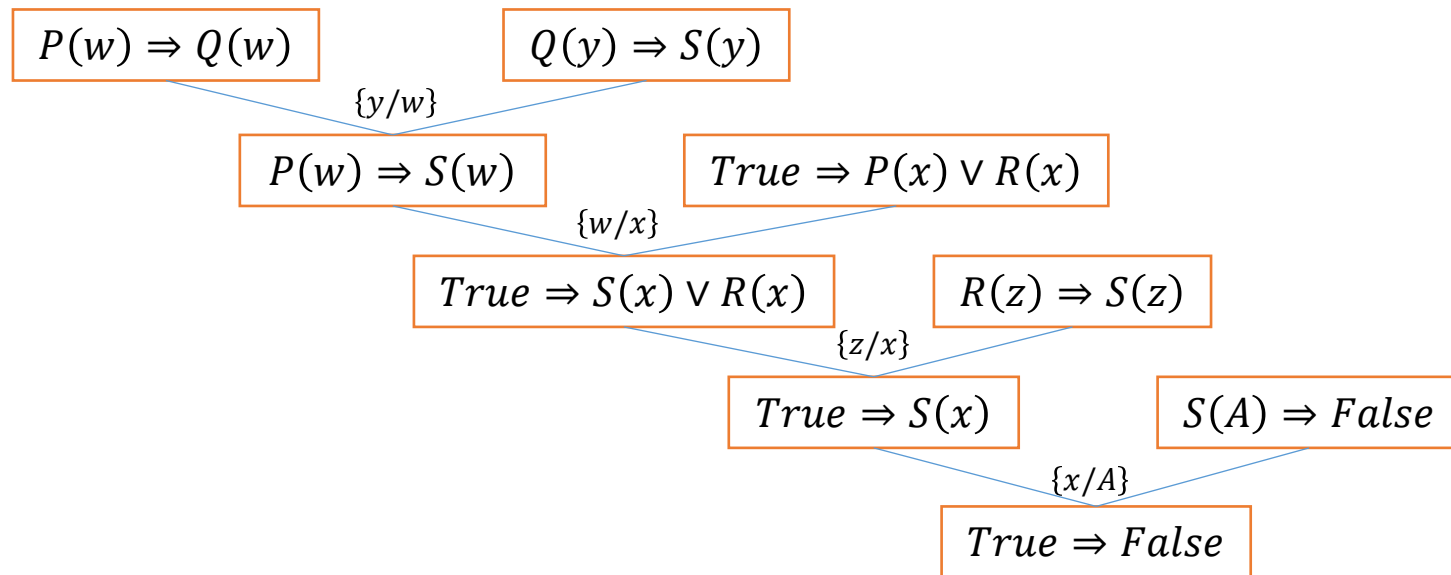 P(w) ⇒ Q(w)
Q(y) ⇒ S(y)
{y/w}
P(w) ⇒ S(w)
True ⇒ P(x) ∨ R(x)
{w/x}
True ⇒ S(x) ∨ R(x)
R(z) ⇒ S(z)
{z/x}
True ⇒ S(x)
S(A) ⇒ False
{x/A}
True ⇒ False